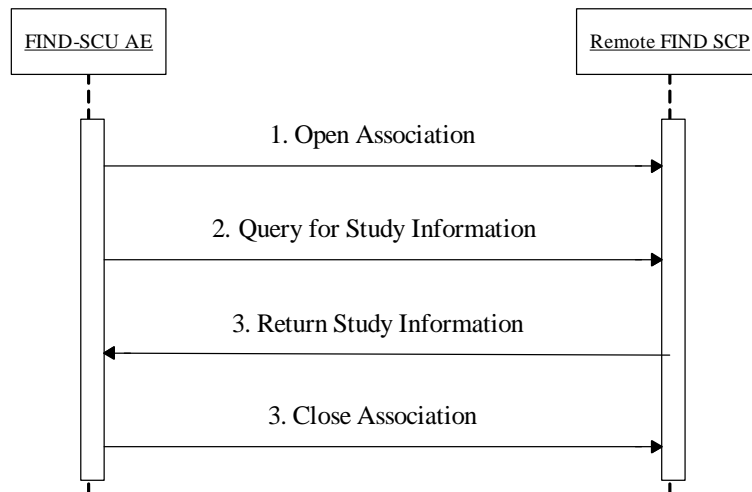 FIND-SCU AE
Remote FIND SCP
1. Open Association
2. Query for Study Information
3. Return Study Information
3. Close Association